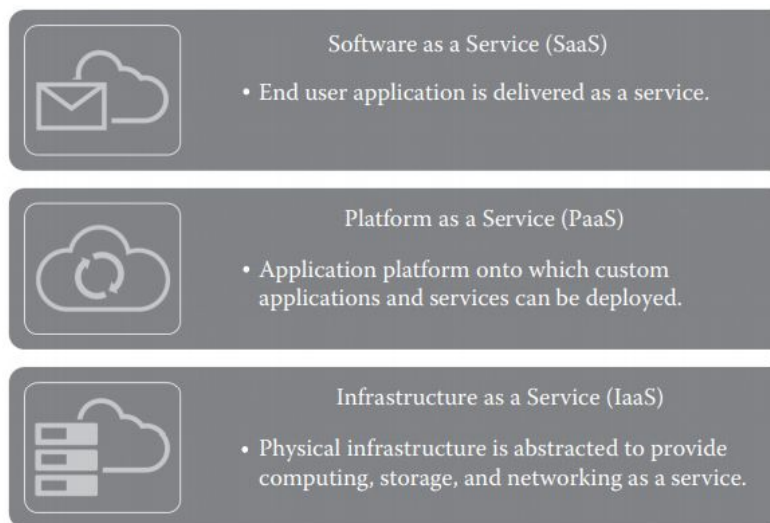 Software as a Service (SaaS)
• End user application is delivered as a service.
Platform as a Service (PaaS)
• Application platform onto which custom
applications and services can be deployed.
Infrastructure as a Service (IaaS)
• Physical infrastructure is abstracted to provide
computing, storage, and networking as a service.